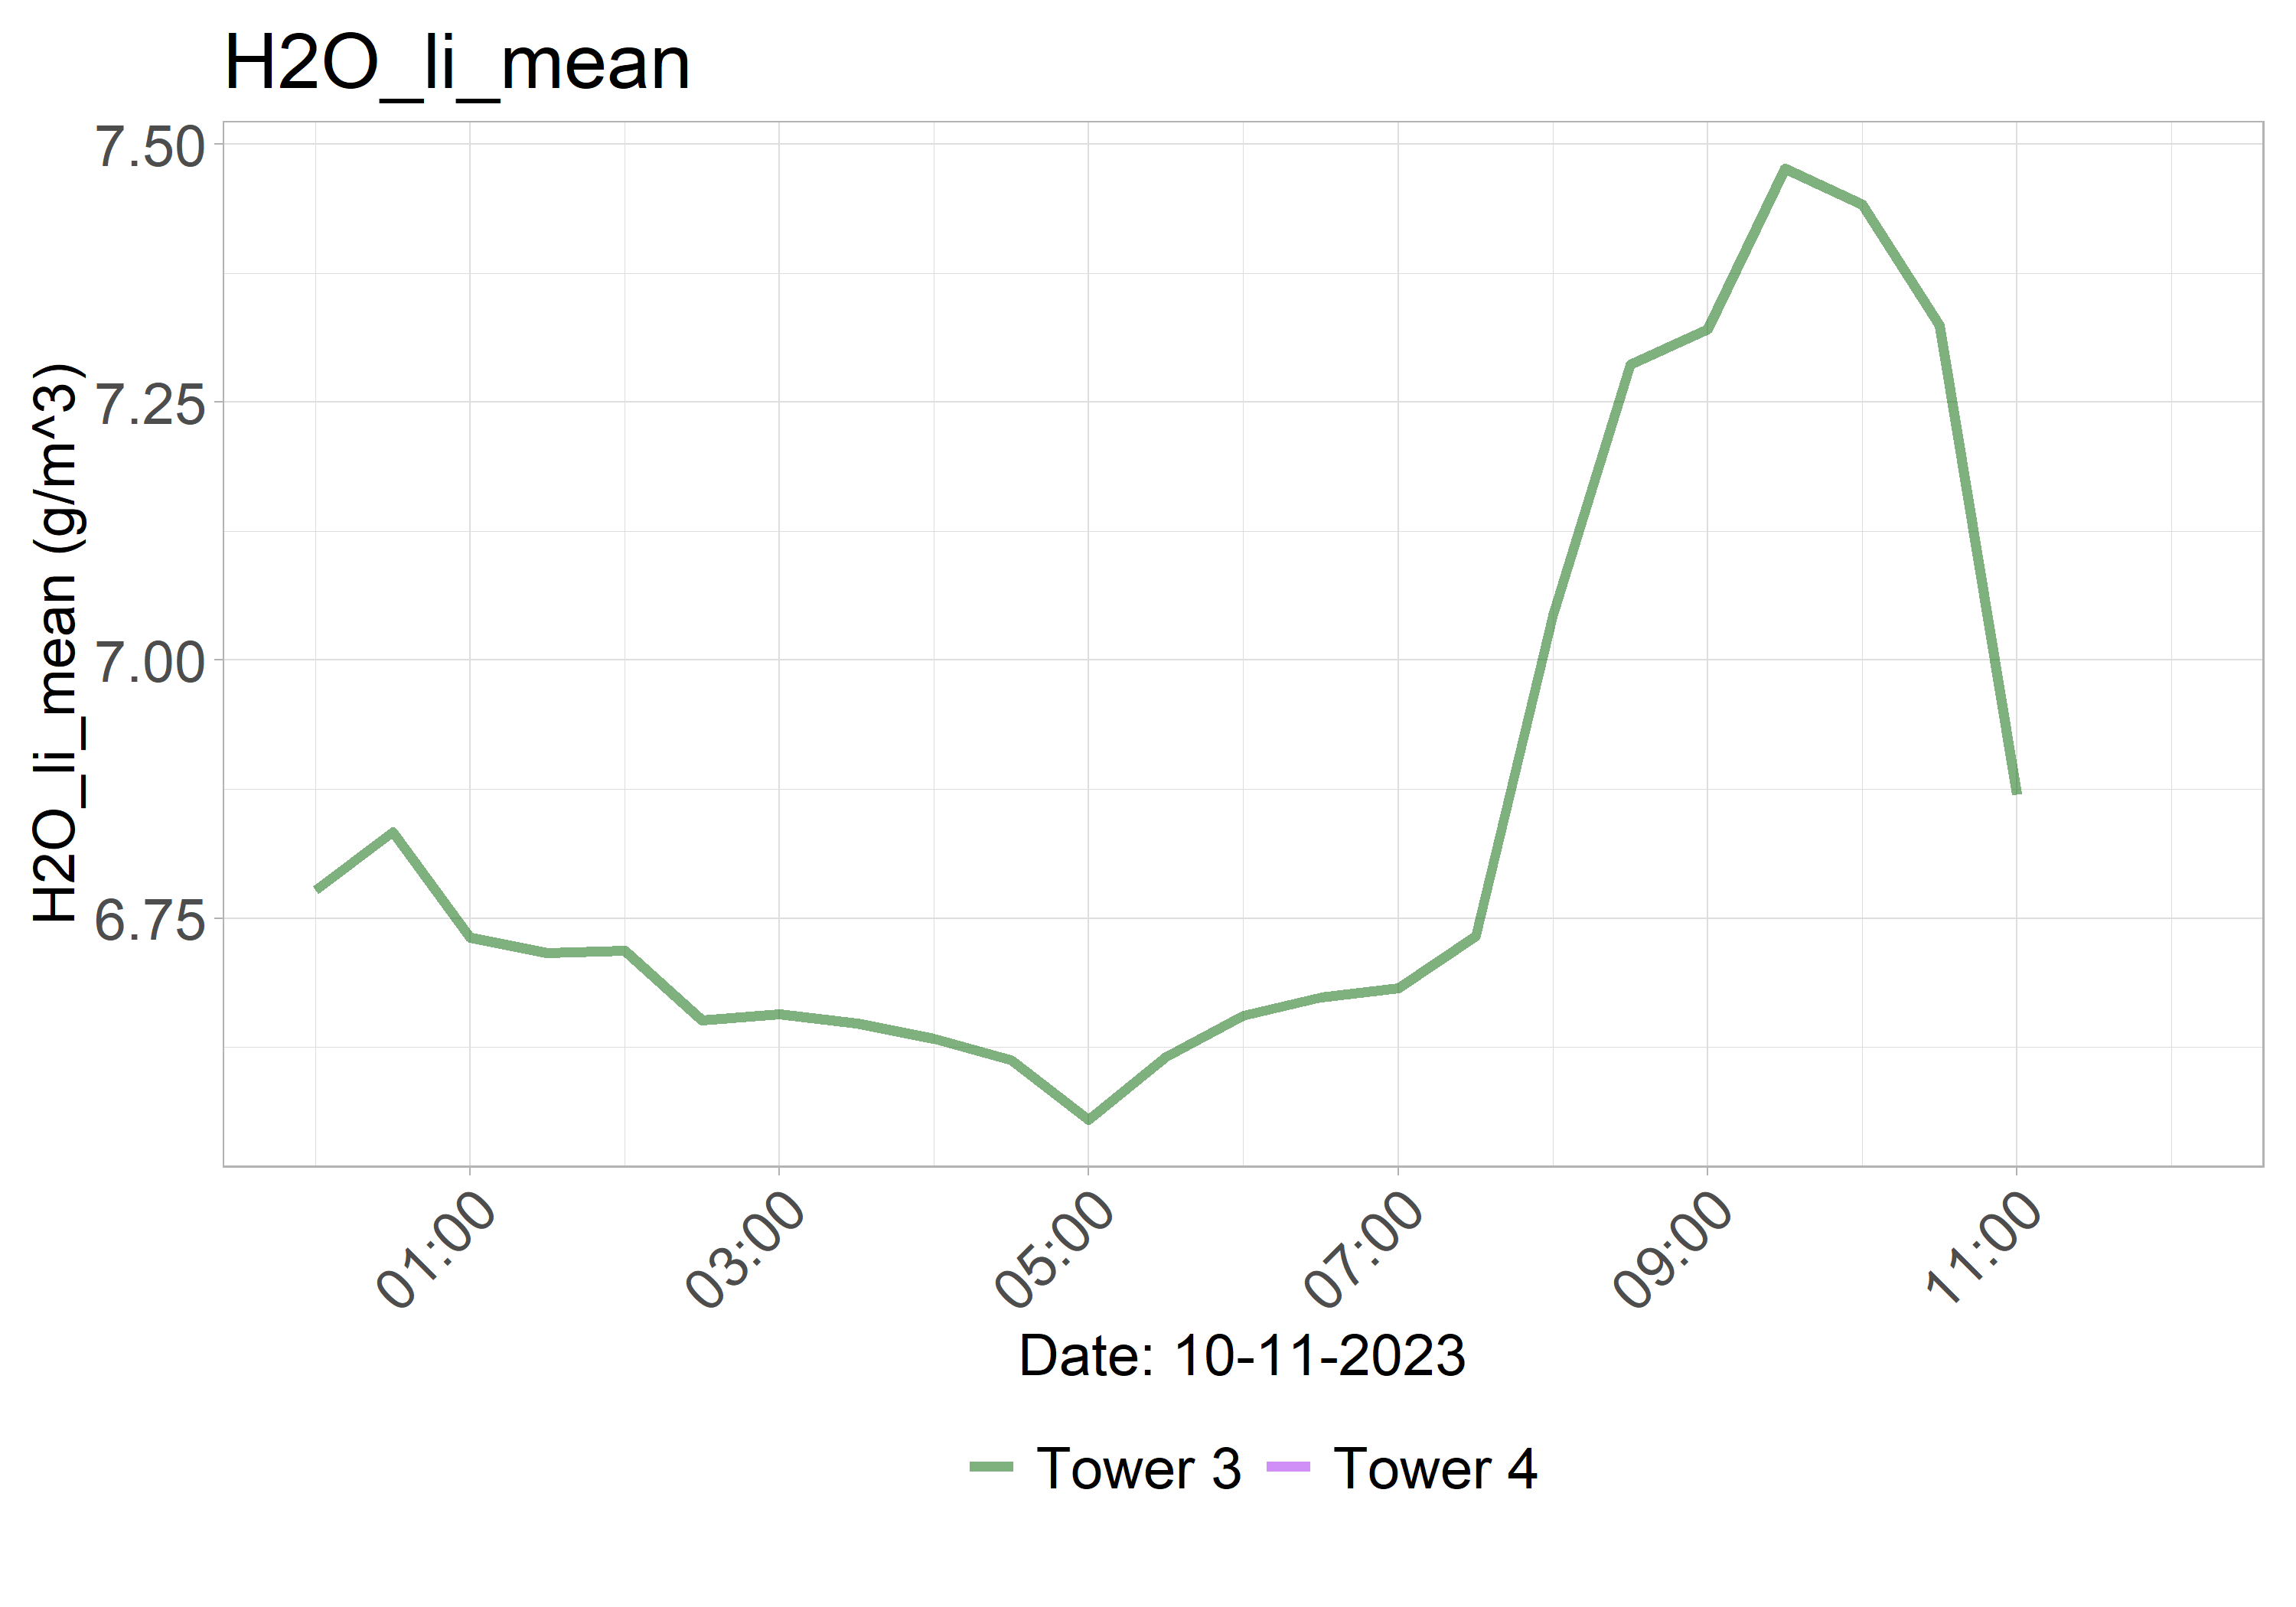 H2O_li_mean
H2O_li_mean (g/m^3)
7.50
7.25
7.00
6.75
01:00 03:00 05:00 07:00 09:00 11:00
Date: 10-11-2023
Tower 3 Tower 4